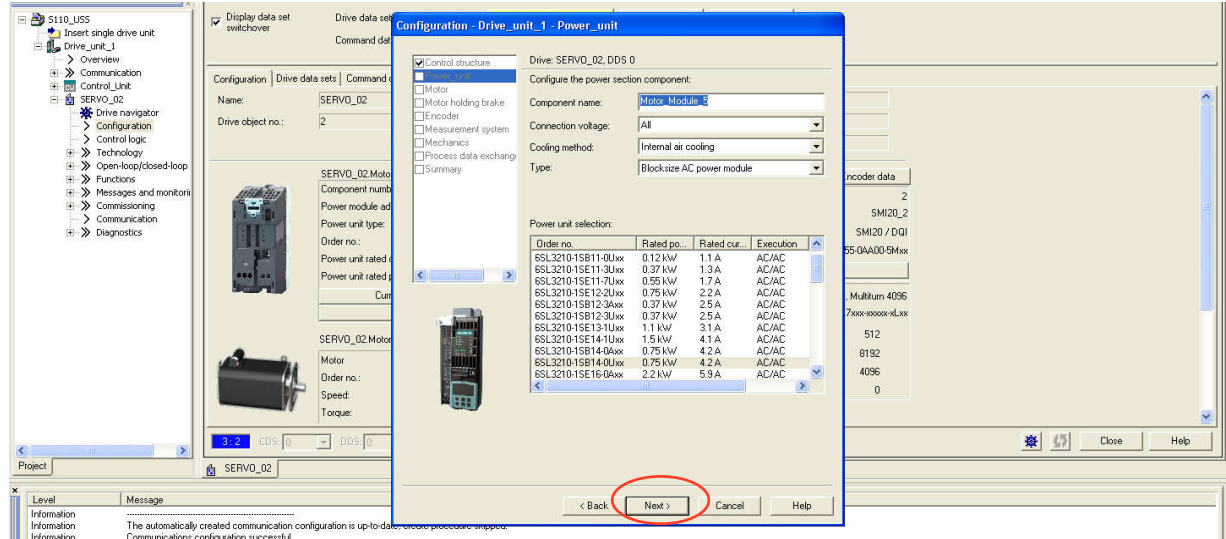 S110_USS
Insert single drive unit
Drive_unit_1
Overview
Communication
Control_Unit
SERVO_02
Drive navigator
Configuration
Control logic
Technology
Open-loop/closed-loop
Functions
Messages and monitorin
Commissioning
Communication
Diagnostics
Project
Display data set
switchover
Drive data set
Command dat
Configuration Drive data sets Command
Name: SERVO_02
Drive object no.: 2
SERVO_02.Moto
Component numb
Power module ad
Power unit type:
Order no.:
Power unit rated
Power unit rated p
Curr
SERVO_02.Motor
Motor
Order no.:
Speed:
Torque:
3: 2 CDS: 0 DDS: 0
SERVO_02
Configuration - Drive_unit_1 - Power_unit
Control structure
Power_unit
Motor
Motor holding brake
Encoder
Measurement system
Mechanics
Process data exchang
Summary
Drive: SERVO_02, DDS 0
Configure the power section component:
Component name: Motor_Module_5
Connection voltage: All
Cooling method: Internal air cooling
Type: Blocksize AC power module
Power unit selection:
Order no. Rated po... Rated cur... Execution
6SL3210-1SB11-0Uxx 0.12 kW 1.1 A AC/AC
6SL3210-1SE11-3Uxx 0.37 kW 1.3 A AC/AC
6SL3210-1SE11-7Uxx 0.55 kW 1.7 A AC/AC
6SL3210-1SE12-2Uxx 0.75 kW 2.2 A AC/AC
6SL3210-1SB12-3Axx 0.37 kW 2.5 A AC/AC
6SL3210-1SB12-3Uxx 0.37 kW 2.5 A AC/AC
6SL3210-1SE13-1Uxx 1.1 kW 3.1 A AC/AC
6SL3210-1SE14-1Uxx 1.5 kW 4.1 A AC/AC
6SL3210-1SB14-0Axx 0.75 kW 4.2 A AC/AC
6SL3210-1SB14-0Uxx 0.75 kW 4.2 A AC/AC
6SL3210-1SE16-0Axx 2.2 kW 5.9 A AC/AC
< Back Next > Cancel Help
Encoder data
2
SMI20_2
SMI20 / DQI
55-0AA00-5Mxx
, Multiturn 4096
7xxx-xxxxx-xLxx
512
8192
4096
0
Close Help
Level Message
Information
Information The automatically created communication configuration is up-to-date, create procedure skipped.
Information Communications configuration successful